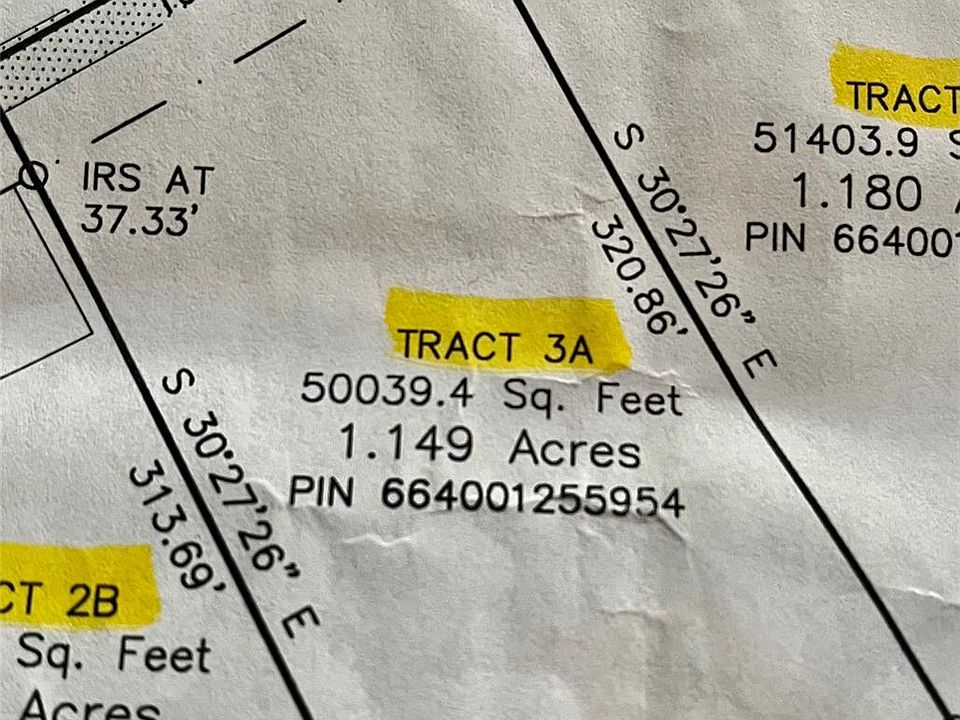 IRS AT
37.33'
S 30°27'26" E
320.86'
TRACT
51403.9 S
1.180
PIN 664001
TRACT 3A
50039.4 Sq. Feet
1.149 Acres
PIN 664001255954
S 30°27'26" E
313.69'
CT 2B
Sq. Feet
Acres